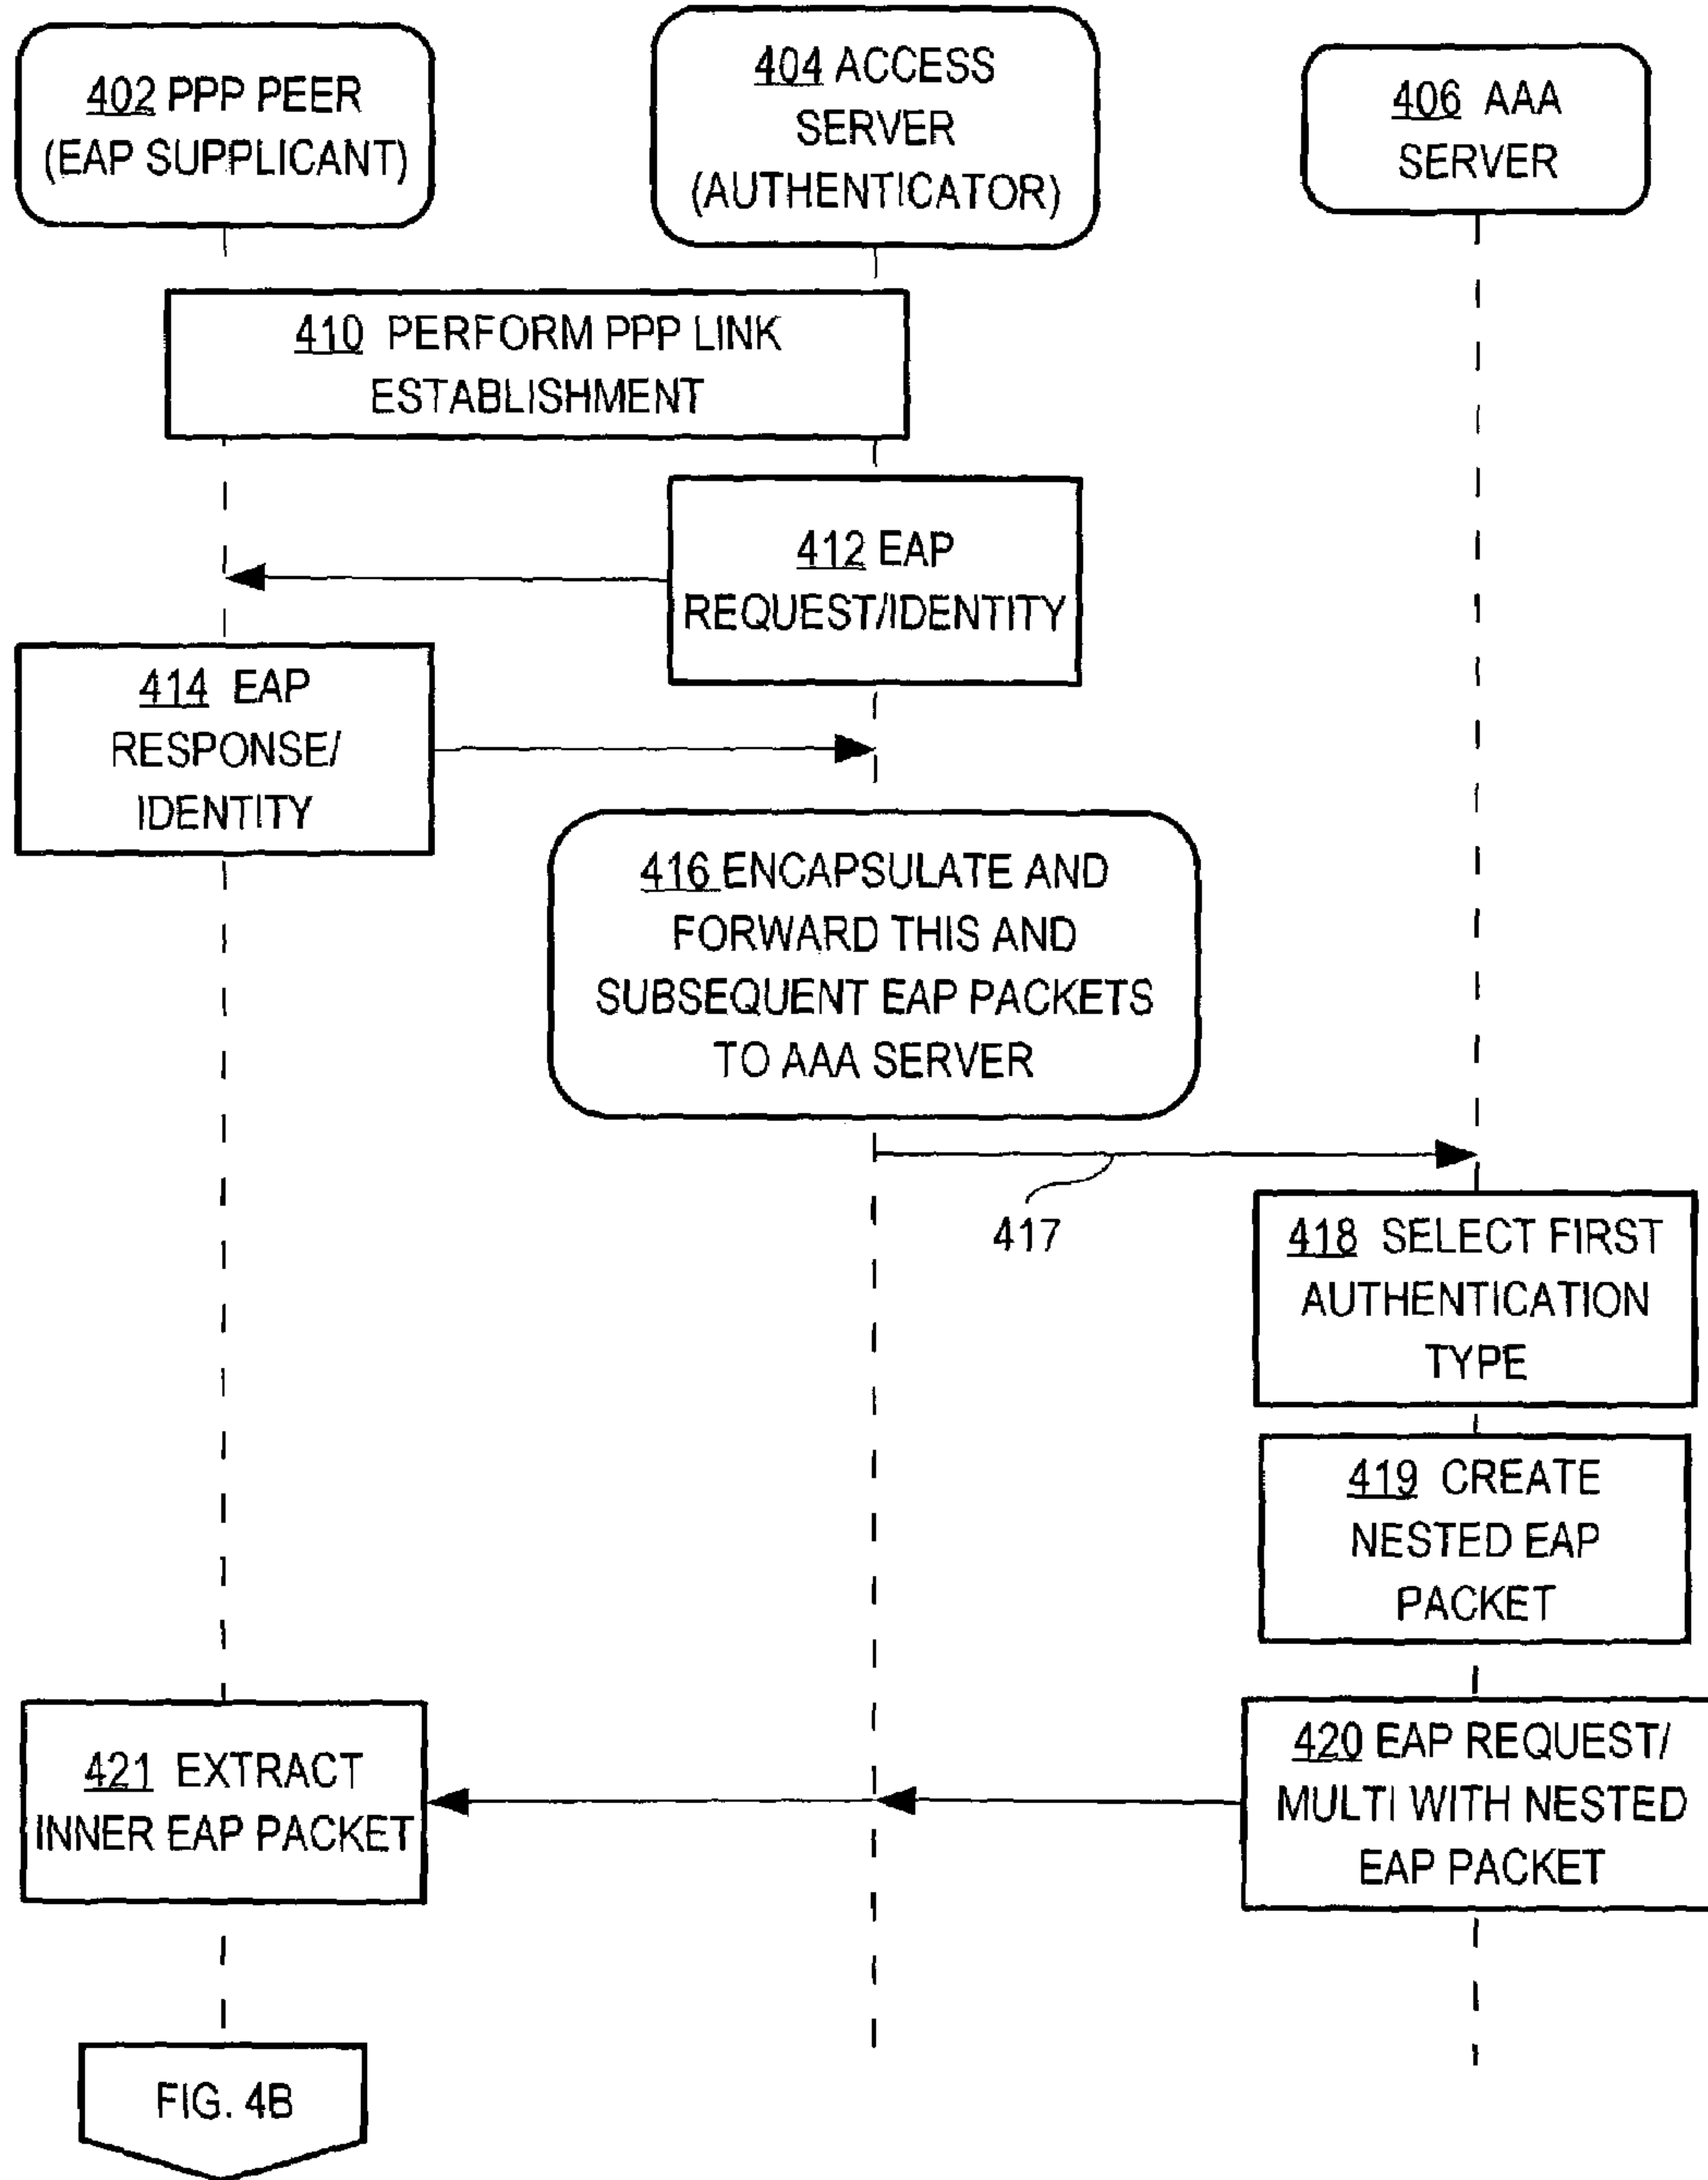 402 PPP PEER
(EAP SUPPLICANT)
404 ACCESS
SERVER
(AUTHENTICATOR)
406 AAA
SERVER
410 PERFORM PPP LINK
ESTABLISHMENT
412 EAP
REQUEST/IDENTITY
414 EAP
RESPONSE/
IDENTITY
416 ENCAPSULATE AND
FORWARD THIS AND
SUBSEQUENT EAP PACKETS
TO AAA SERVER
417
418 SELECT FIRST
AUTHENTICATION
TYPE
419 CREATE
NESTED EAP
PACKET
420 EAP REQUEST/
MULTI WITH NESTED
EAP PACKET
421 EXTRACT
INNER EAP PACKET
FIG. 4B